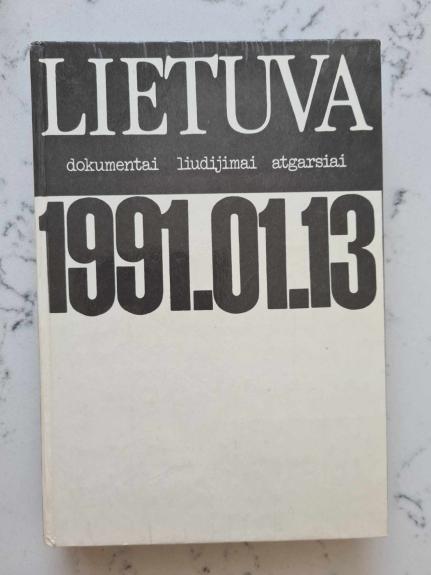 LIETUVA
dokumentai liudijimai atgarsiai
1991.01.13